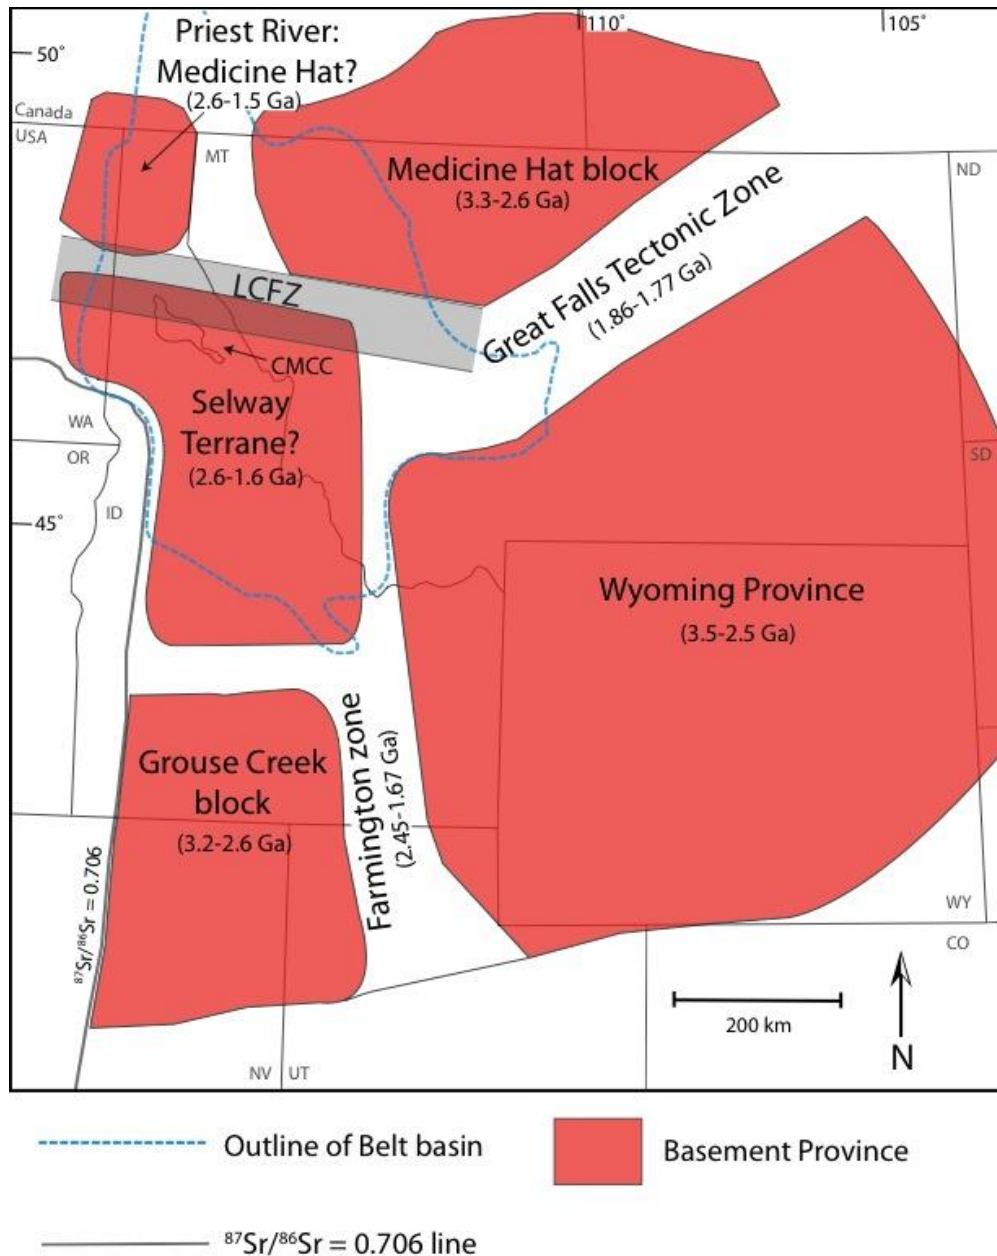 110˚
105˚
50˚
Priest River:
Medicine Hat?
(2.6-1.5 Ga)
Canada
USA
MT
ND
Medicine Hat block
(3.3-2.6 Ga)
Great Falls Tectonic Zone
(1.86-1.77 Ga)
LCFZ
CMCC
Selway
Terrane?
(2.6-1.6 Ga)
WA
OR
ID
SD
45˚
Wyoming Province
(3.5-2.5 Ga)
Grouse Creek
block
(3.2-2.6 Ga)
Farmington zone
(2.45-1.67 Ga)
⁸⁷Sr/⁸⁶Sr = 0.706
WY
CO
200 km
N
NV
UT
Outline of Belt basin
Basement Province
⁸⁷Sr/⁸⁶Sr = 0.706 line